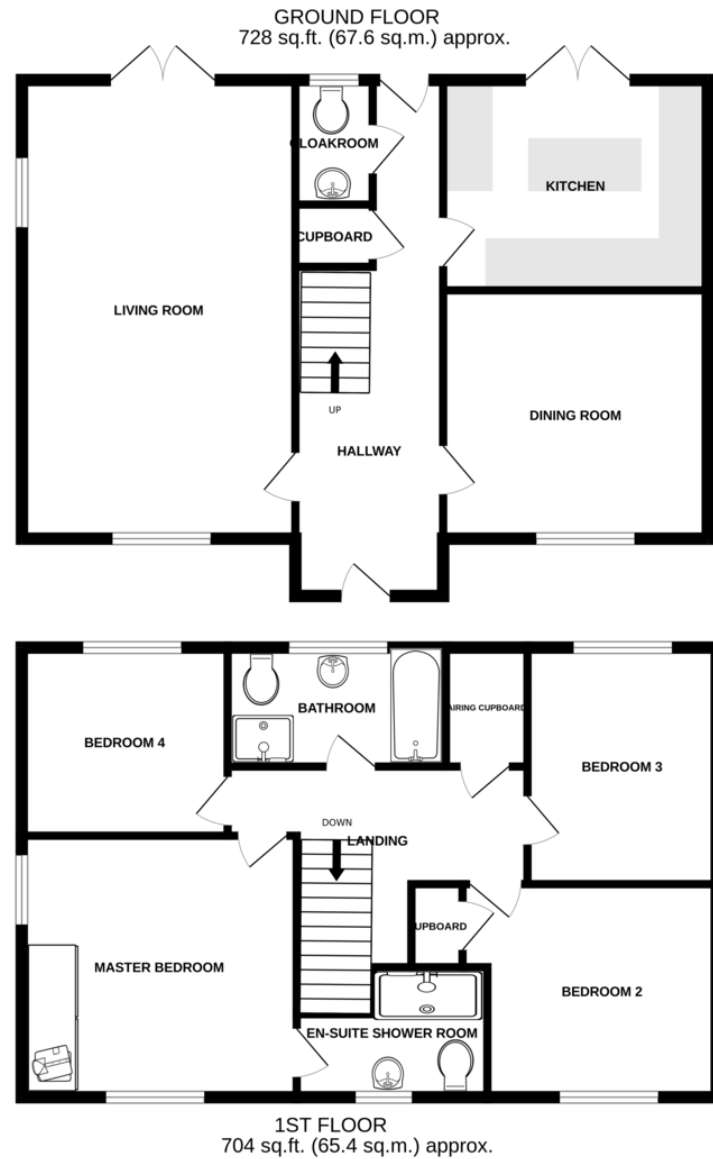 GROUND FLOOR
728 sq.ft. (67.6 sq.m.) approx.
CLOAKROOM
KITCHEN
CUPBOARD
LIVING ROOM
UP
DINING ROOM
HALLWAY
BATHROOM
AIRING CUPBOARD
BEDROOM 4
BEDROOM 3
DOWN
LANDING
UPBOARD
MASTER BEDROOM
BEDROOM 2
EN-SUITE SHOWER ROOM
1ST FLOOR
704 sq.ft. (65.4 sq.m.) approx.